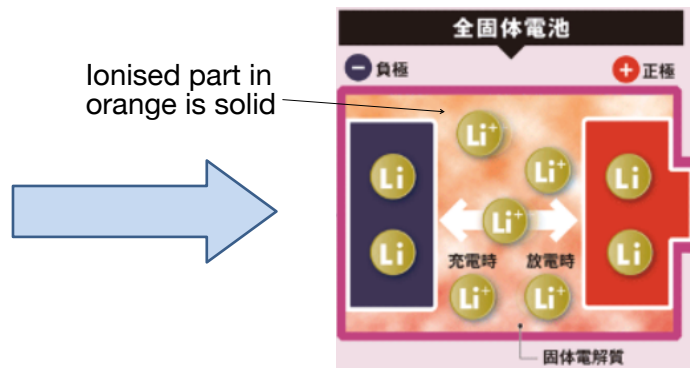 全固体電池
− 負極
+ 正極
Ionised part in
orange is solid
Li⁺
Li
Li⁺
Li
Li⁺
Li
Li
充電時 放電時
Li⁺
Li⁺
固体電解質